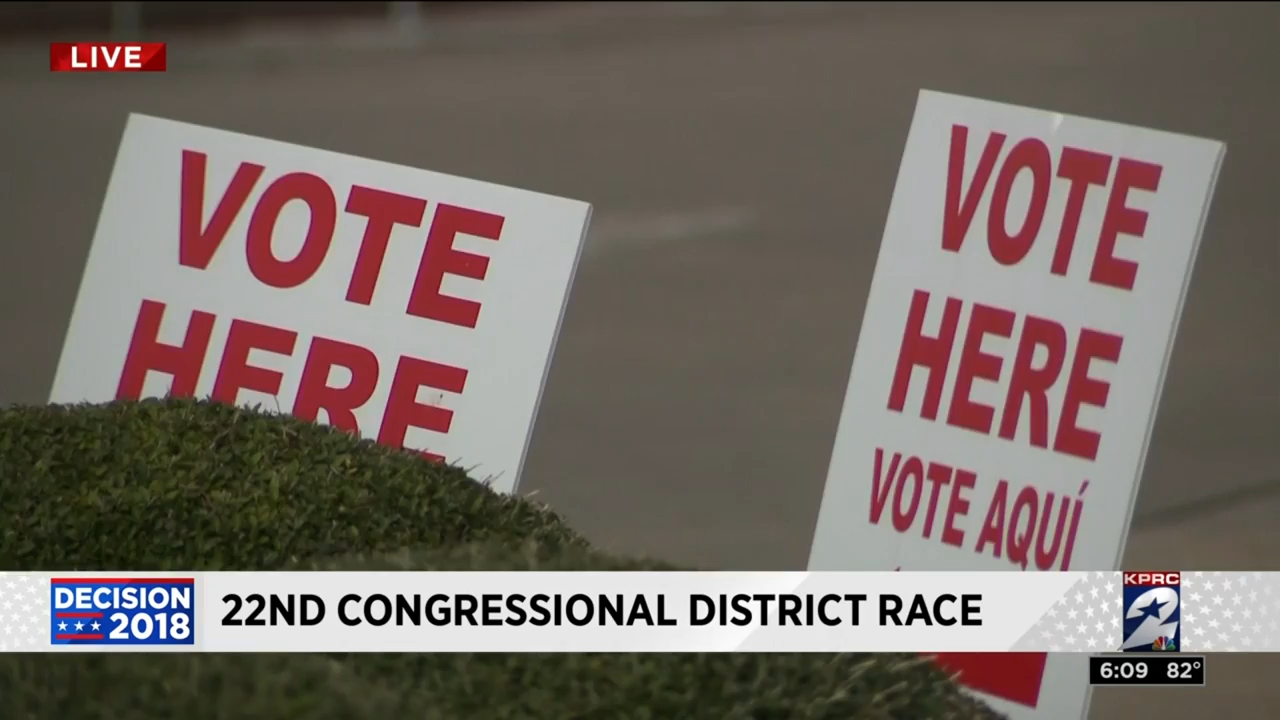 LIVE
VOTE
HERE
VOTE
HERE
VOTE AQUÍ
DECISION
2018
22ND CONGRESSIONAL DISTRICT RACE
KPRC
2
6:09 82°